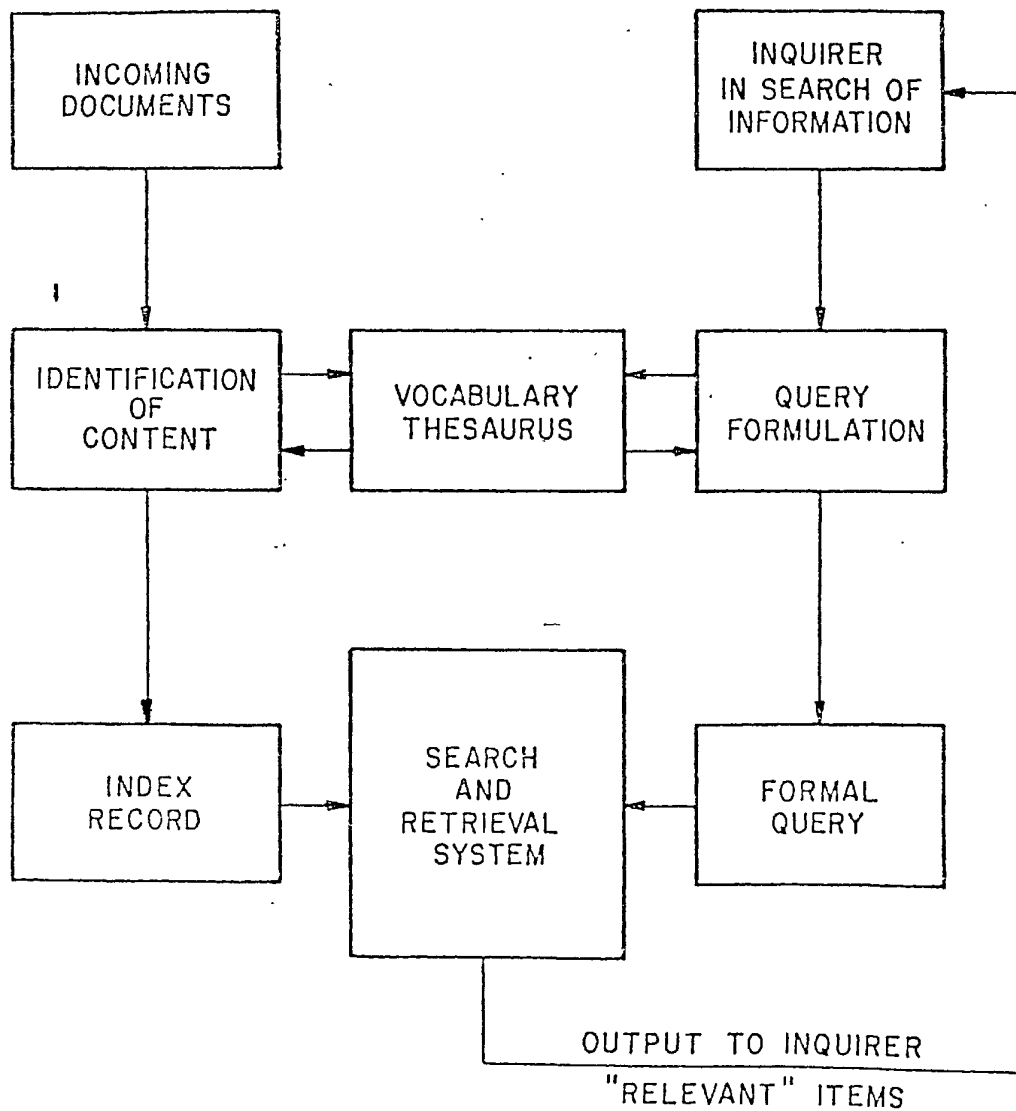 INCOMING
DOCUMENTS
INQUIRER
IN SEARCH OF
INFORMATION
IDENTIFICATION
OF
CONTENT
VOCABULARY
THESAURUS
QUERY
FORMULATION
INDEX
RECORD
SEARCH
AND
RETRIEVAL
SYSTEM
FORMAL
QUERY
OUTPUT TO INQUIRER
"RELEVANT" ITEMS